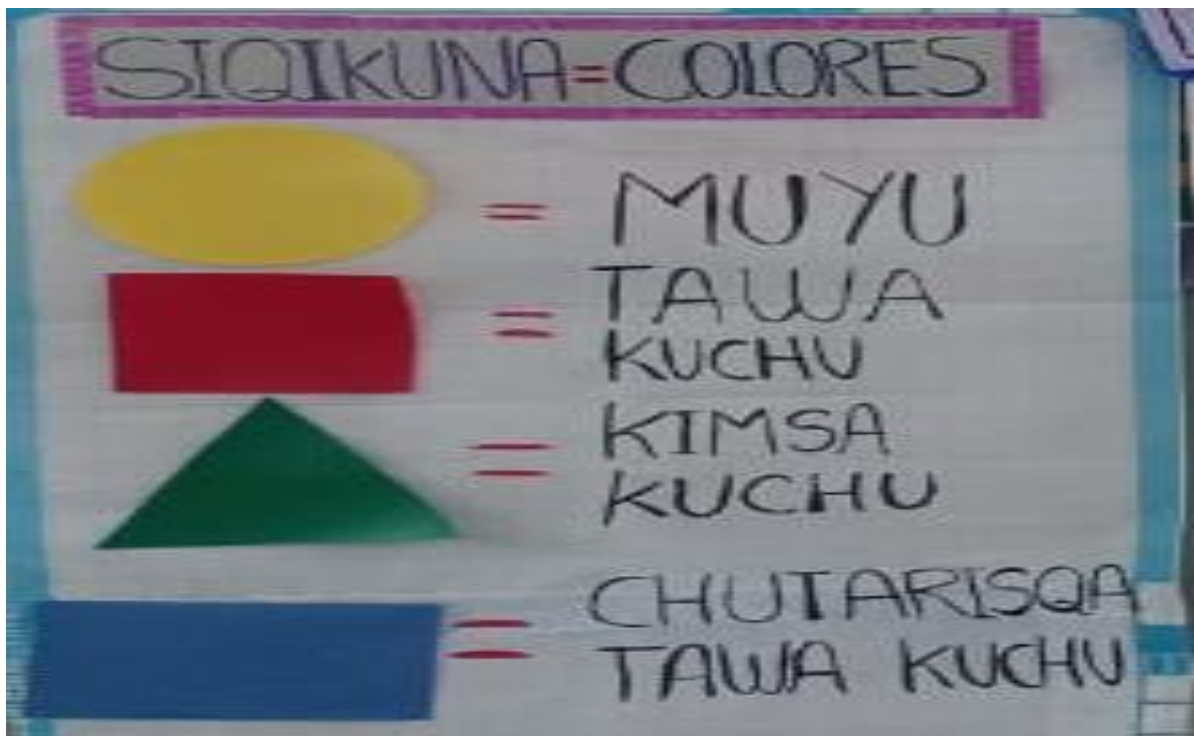 SIQIKUNA=COLORES
= MUYU
= TAWA
KUCHU
= KIMSA
KUCHU
= CHUTARISQA
TAWA KUCHU